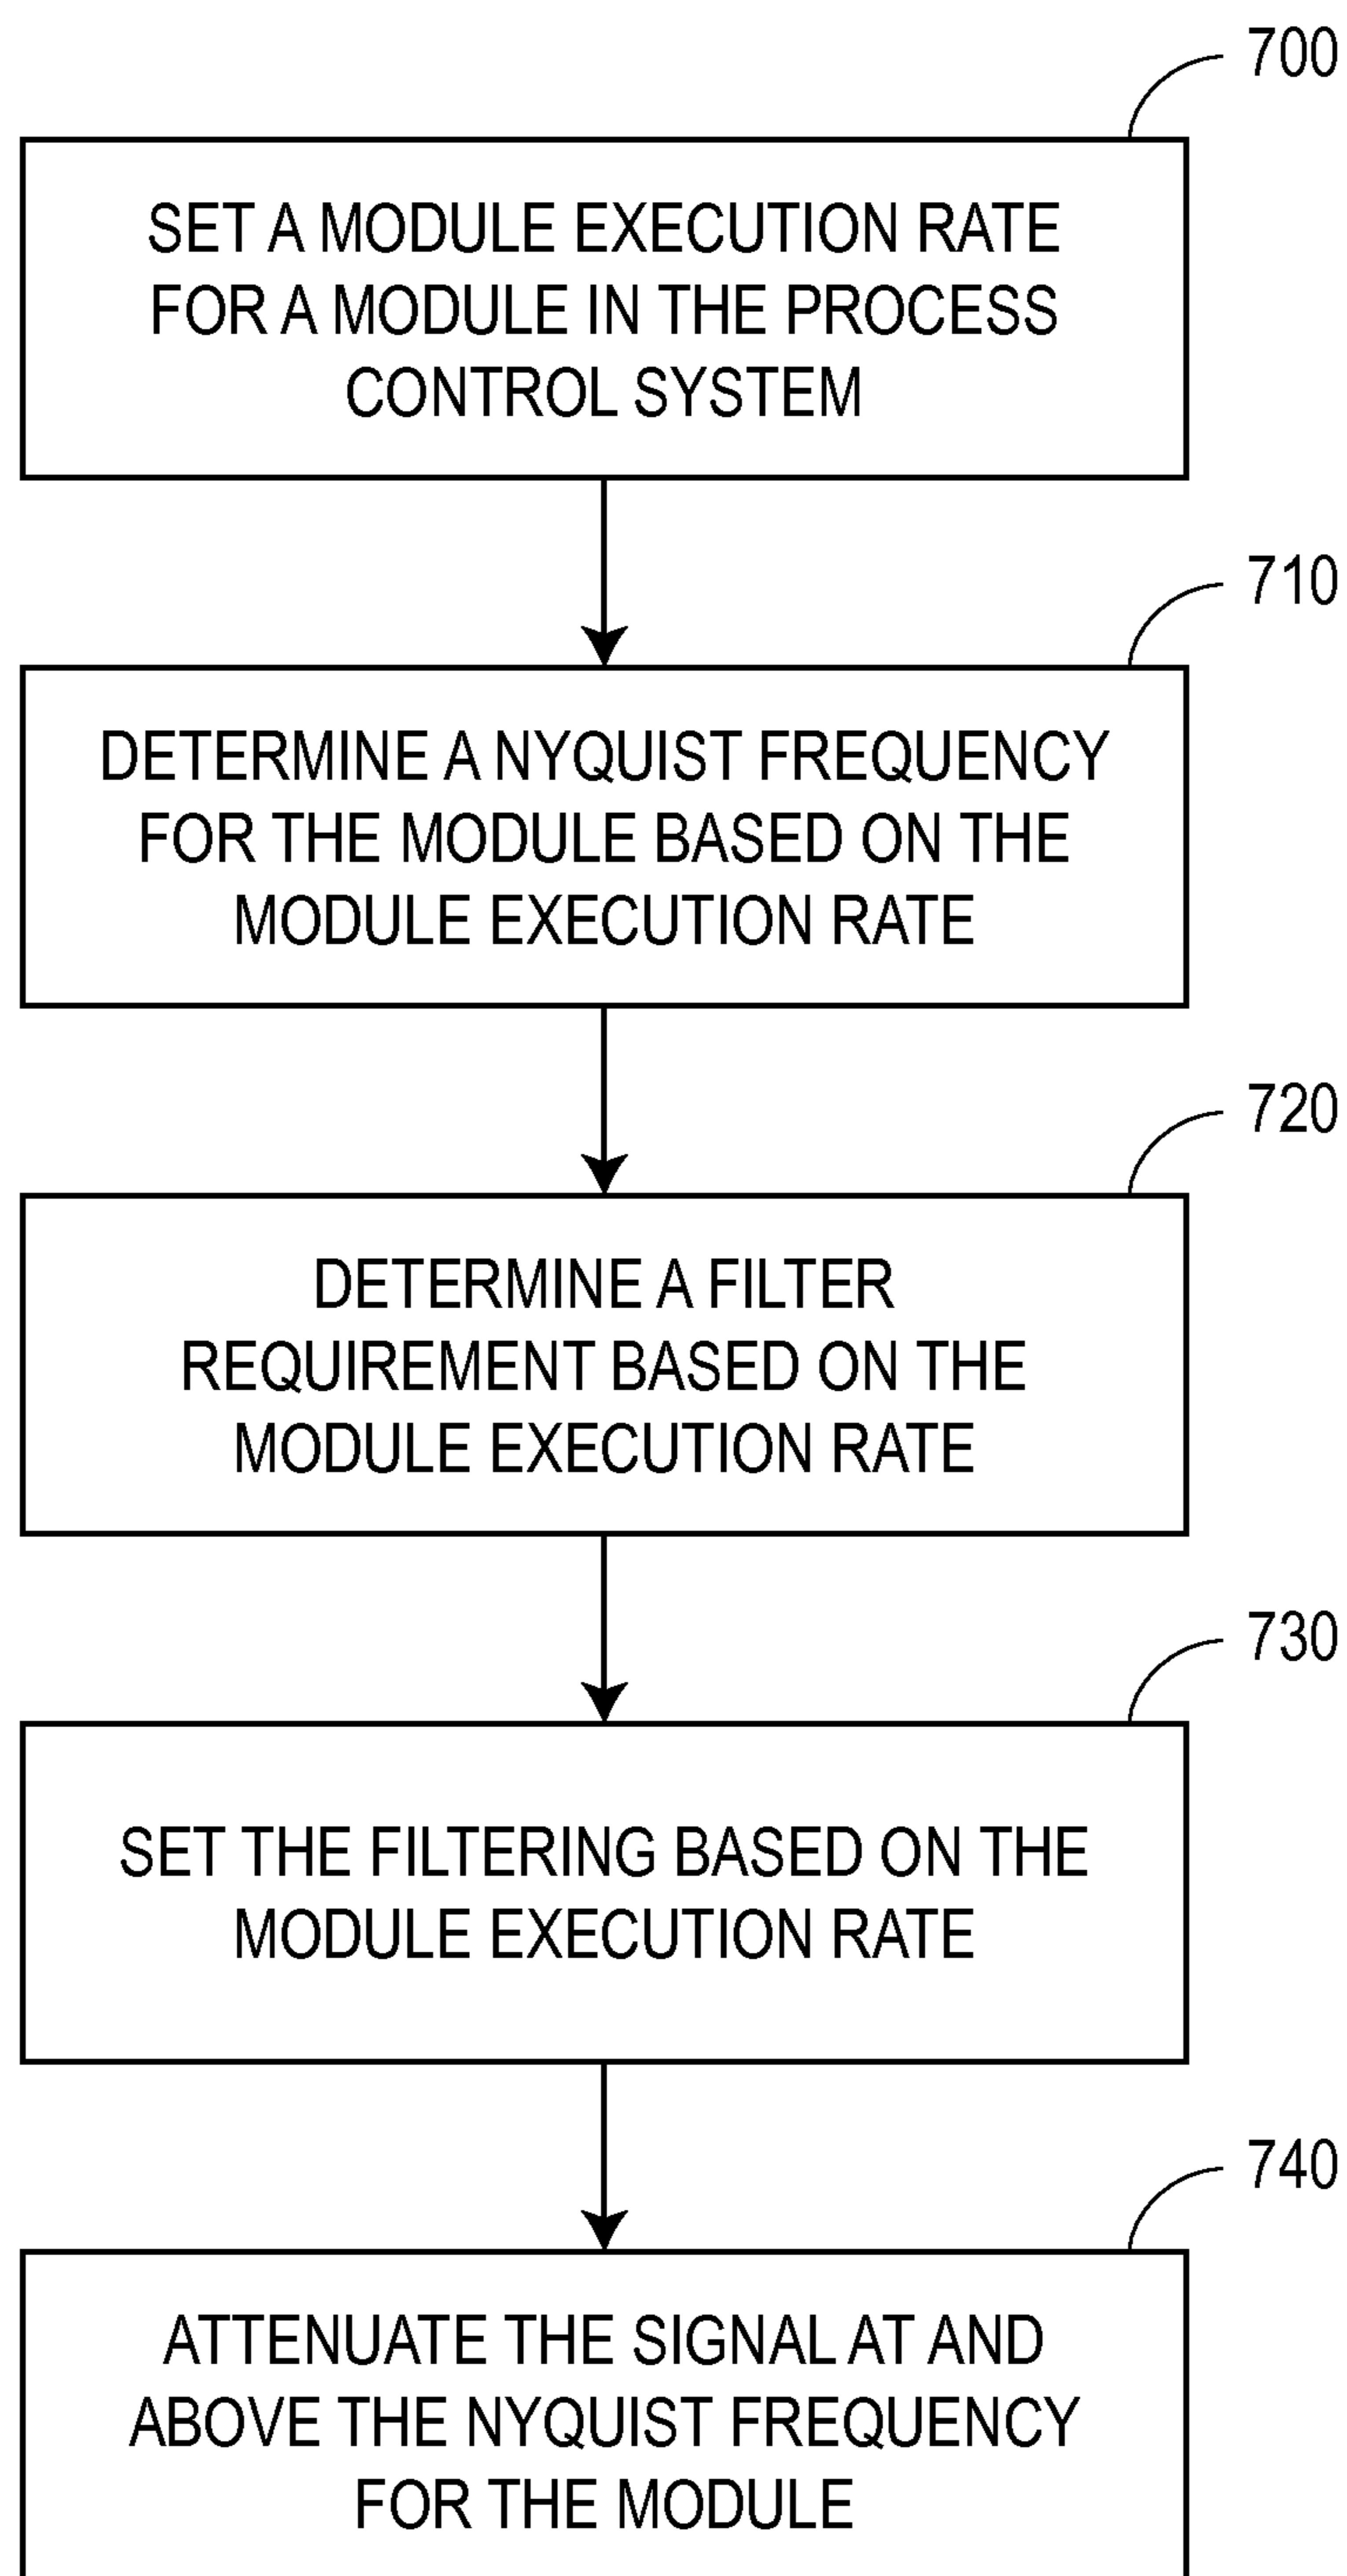 700
SET A MODULE EXECUTION RATE
FOR A MODULE IN THE PROCESS
CONTROL SYSTEM
710
DETERMINE A NYQUIST FREQUENCY
FOR THE MODULE BASED ON THE
MODULE EXECUTION RATE
720
DETERMINE A FILTER
REQUIREMENT BASED ON THE
MODULE EXECUTION RATE
730
SET THE FILTERING BASED ON THE
MODULE EXECUTION RATE
740
ATTENUATE THE SIGNAL AT AND
ABOVE THE NYQUIST FREQUENCY
FOR THE MODULE